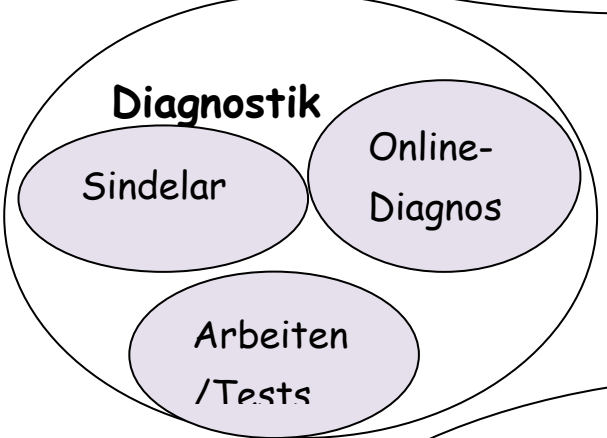 Diagnostik
Sindelar
Online-
Diagnos
Arbeiten
/Tests